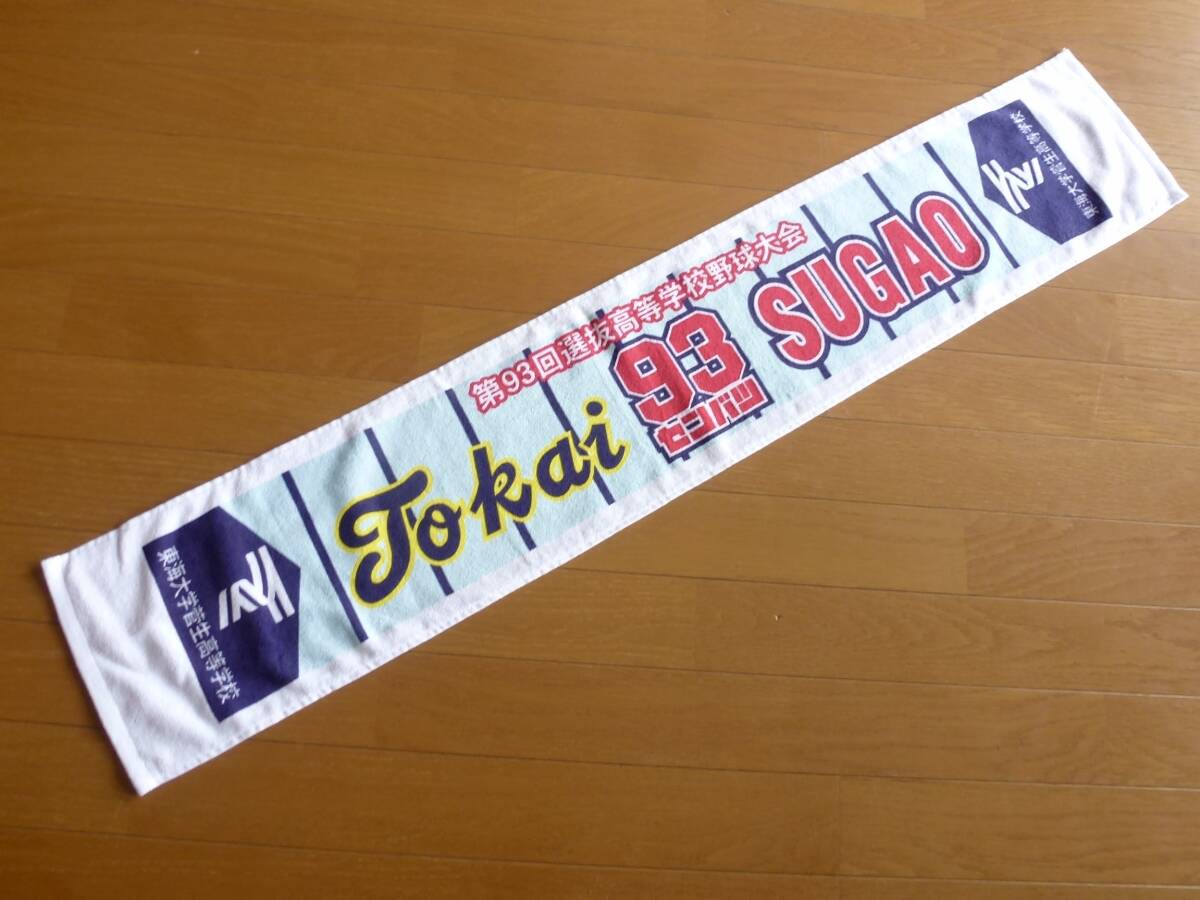 第93回選抜高等学校野球大会
Tokai
93
センバツ
SUGAO
東海大学菅生高等学校
東海大学菅生高等学校